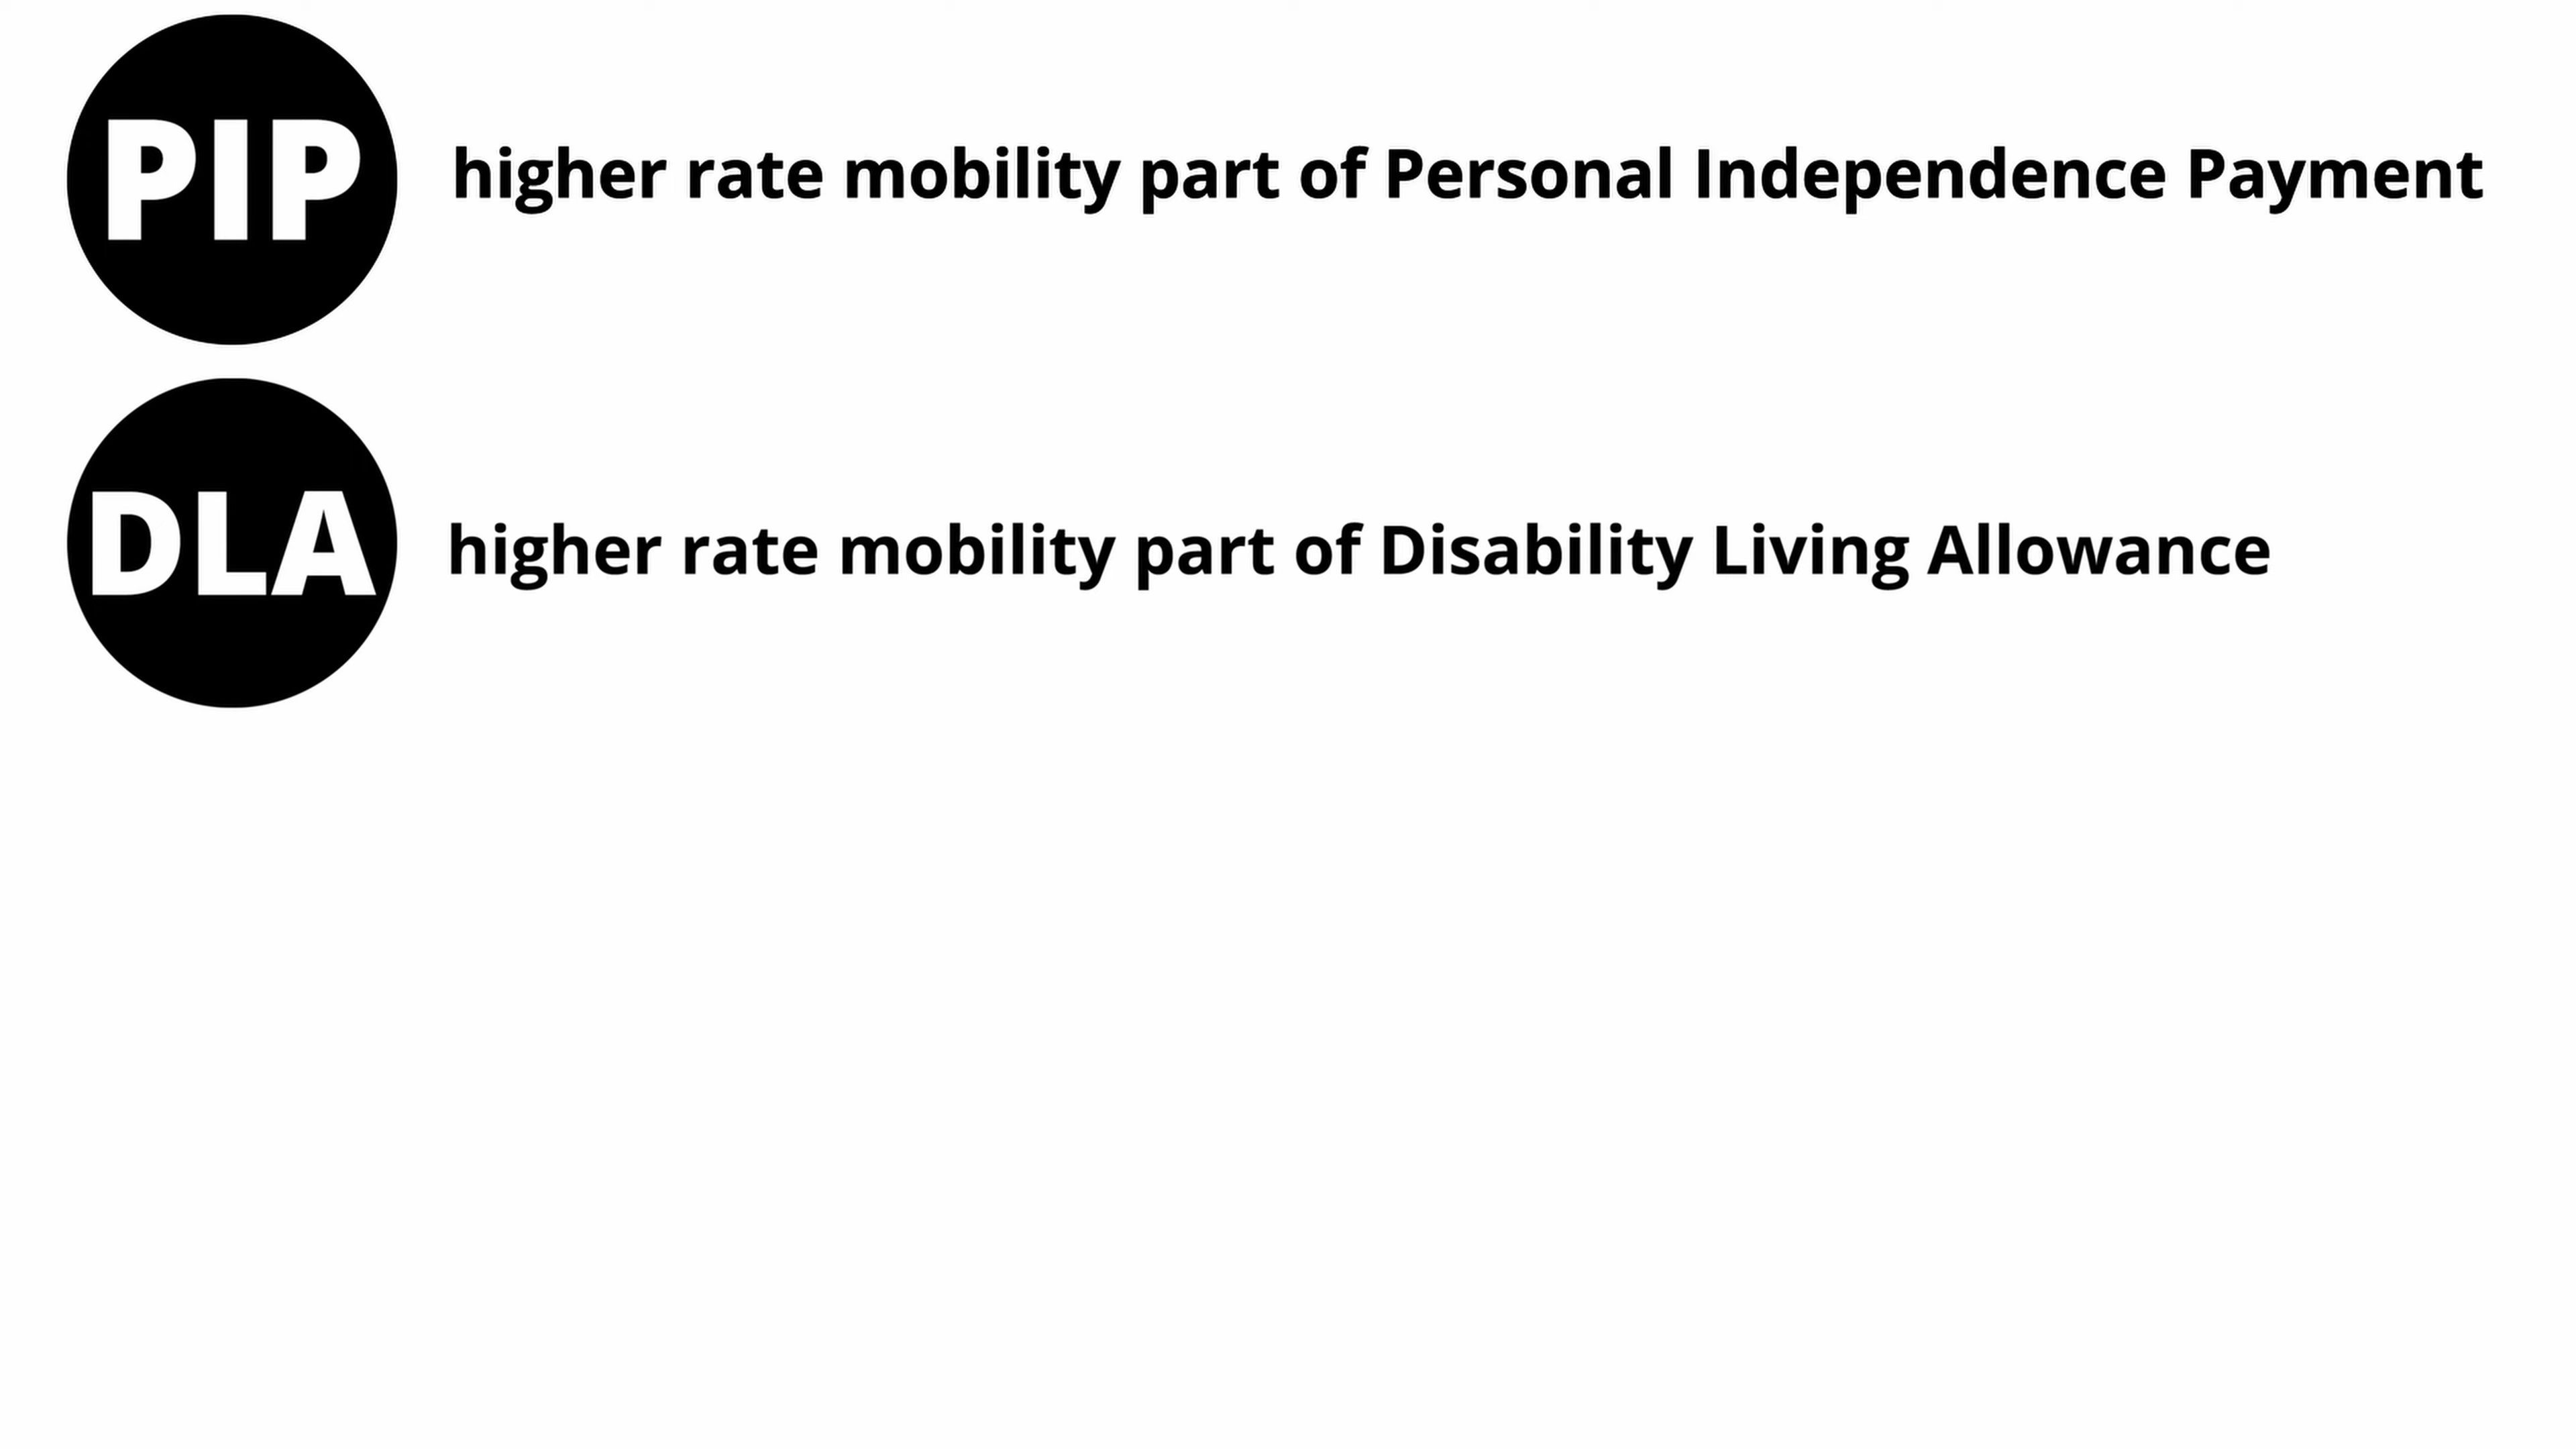 PIP
higher rate mobility part of Personal Independence Payment
DLA
higher rate mobility part of Disability Living Allowance